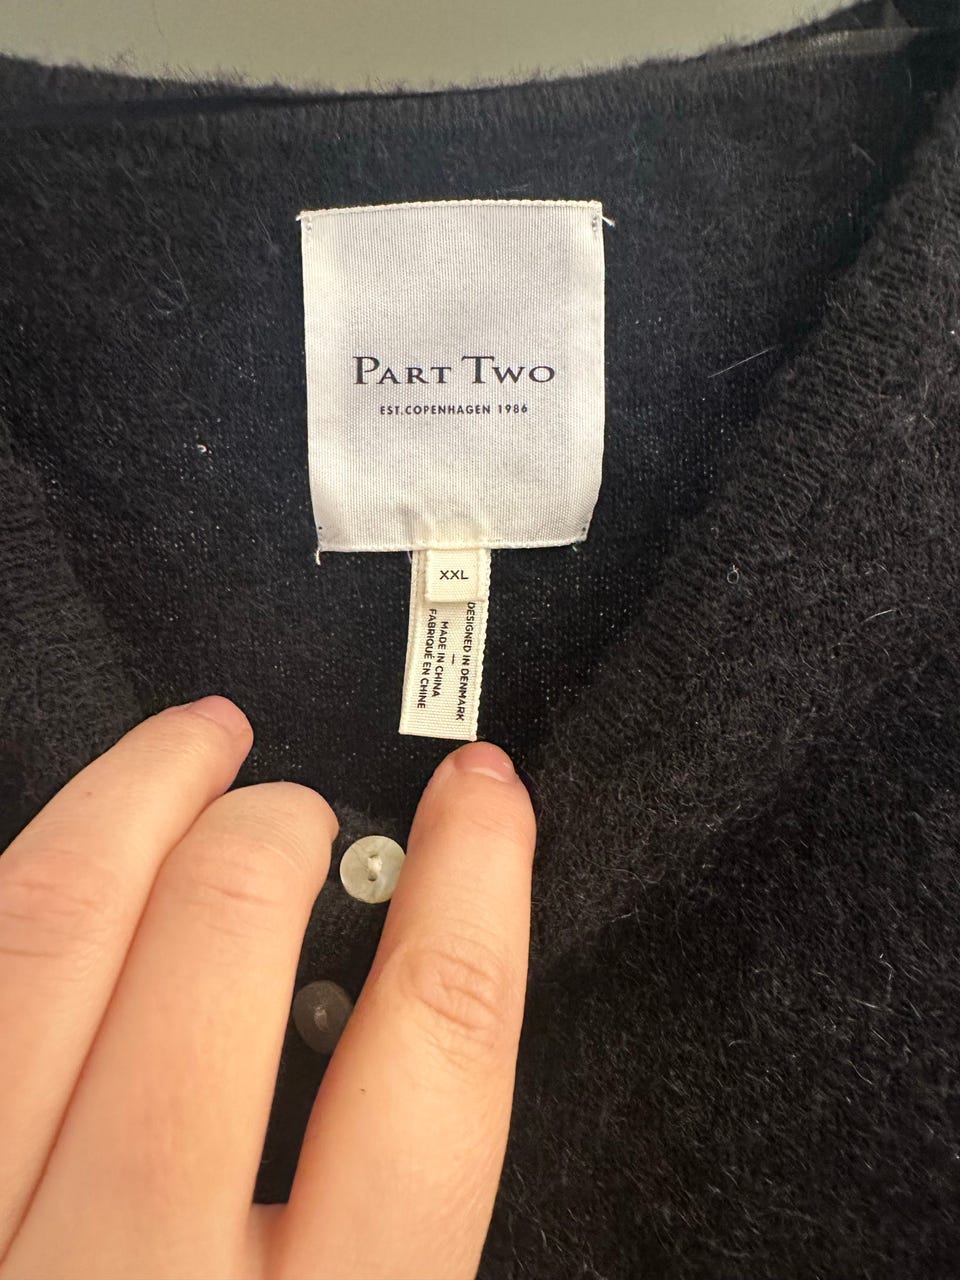 PART TWO
EST.COPENHAGEN 1986
XXL
DESIGNED IN DENMARK
–
MADE IN CHINA
FABRIQUÉ EN CHINE